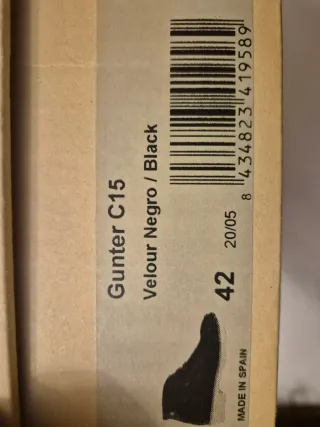 Gunter C15
Velour Negro / Black
8 434823 419589
42
20/05
MADE IN SPAIN